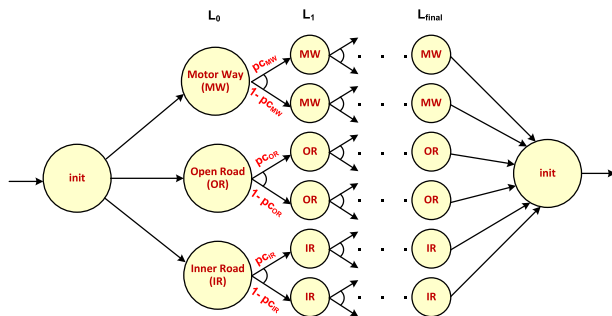 L0 L1 Lfinal
init
Motor Way
(MW)
pcMW
1- pcMW
MW
MW
MW
MW
Open Road
(OR)
pcOR
1- pcOR
OR
OR
OR
OR
Inner Road
(IR)
pcIR
1- pcIR
IR
IR
IR
IR
init